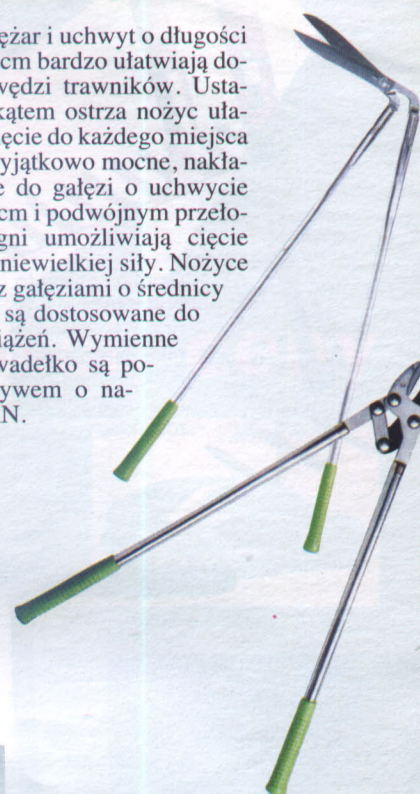 ężar i uchwyt o długości
cm bardzo ułatwiają do-
wędzi trawników. Usta-
kątem ostrza nożyc uła-
ięcie do każdego miejsca
yjątkowo mocne, nakła-
e do gałęzi o uchwycie
cm i podwójnym przeło-
gni umożliwiają cięcie
niewielkiej siły. Nożyce
z gałęziami o średnicy
są dostosowane do
iążeń. Wymienne
wadełko są po-
ywem o na-
N.